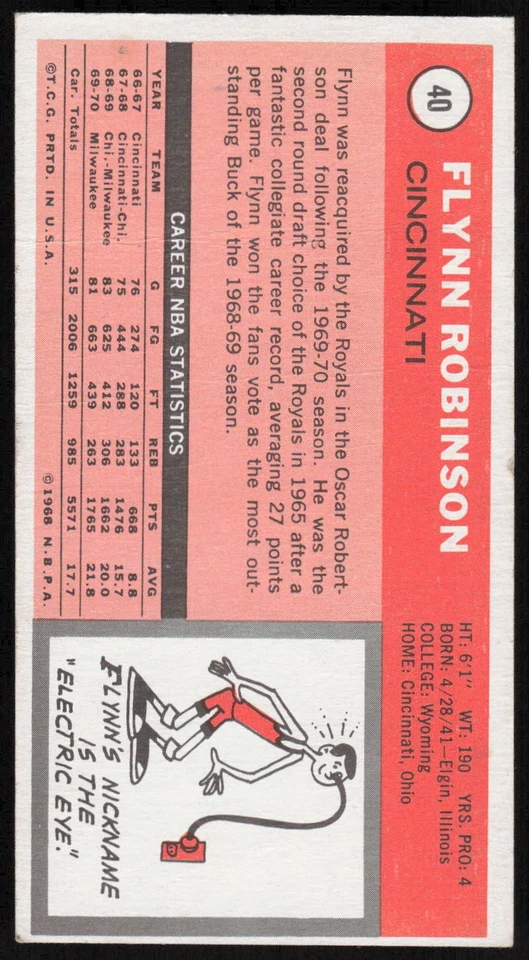 40
FLYNN ROBINSON
CINCINNATI
HT: 6'1" WT: 190 YRS. PRO: 4
BORN: 4/28/41—Elgin, Illinois
COLLEGE: Wyoming
HOME: Cincinnati, Ohio
Flynn was reacquired by the Royals in the Oscar Robert-
son deal following the 1969-70 season. He was the
second round draft choice of the Royals in 1965 after a
fantastic collegiate career record, averaging 27 points
per game. Flynn won the fans vote as the most out-
standing Buck of the 1968-69 season.
CAREER NBA STATISTICS
YEAR TEAM G FG FT REB PTS AVG
66-67 Cincinnati 76 274 120 133 668 8.8
67-68 Cincinnati-Chi. 75 444 288 283 1476 15.7
68-69 Chi.-Milwaukee 83 625 412 306 1662 20.0
69-70 Milwaukee 81 663 439 263 1765 21.8
Car. Totals 315 2006 1259 985 5571 17.7
©T.C.G. PRTD. IN U.S.A. ©1968 N.B.P.A.
FLYNN'S NICKNAME
IS THE
"ELECTRIC EYE."